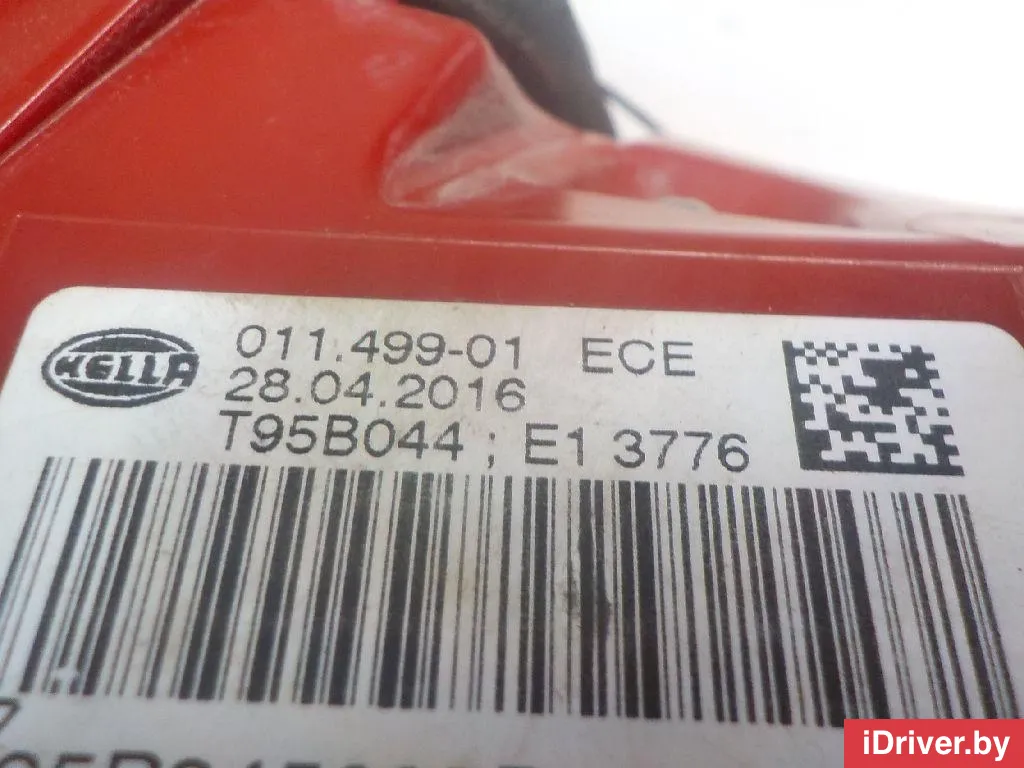 HELLA
011.499-01 ECE
28.04.2016
T95B044 ; E1 3776
iDriver.by